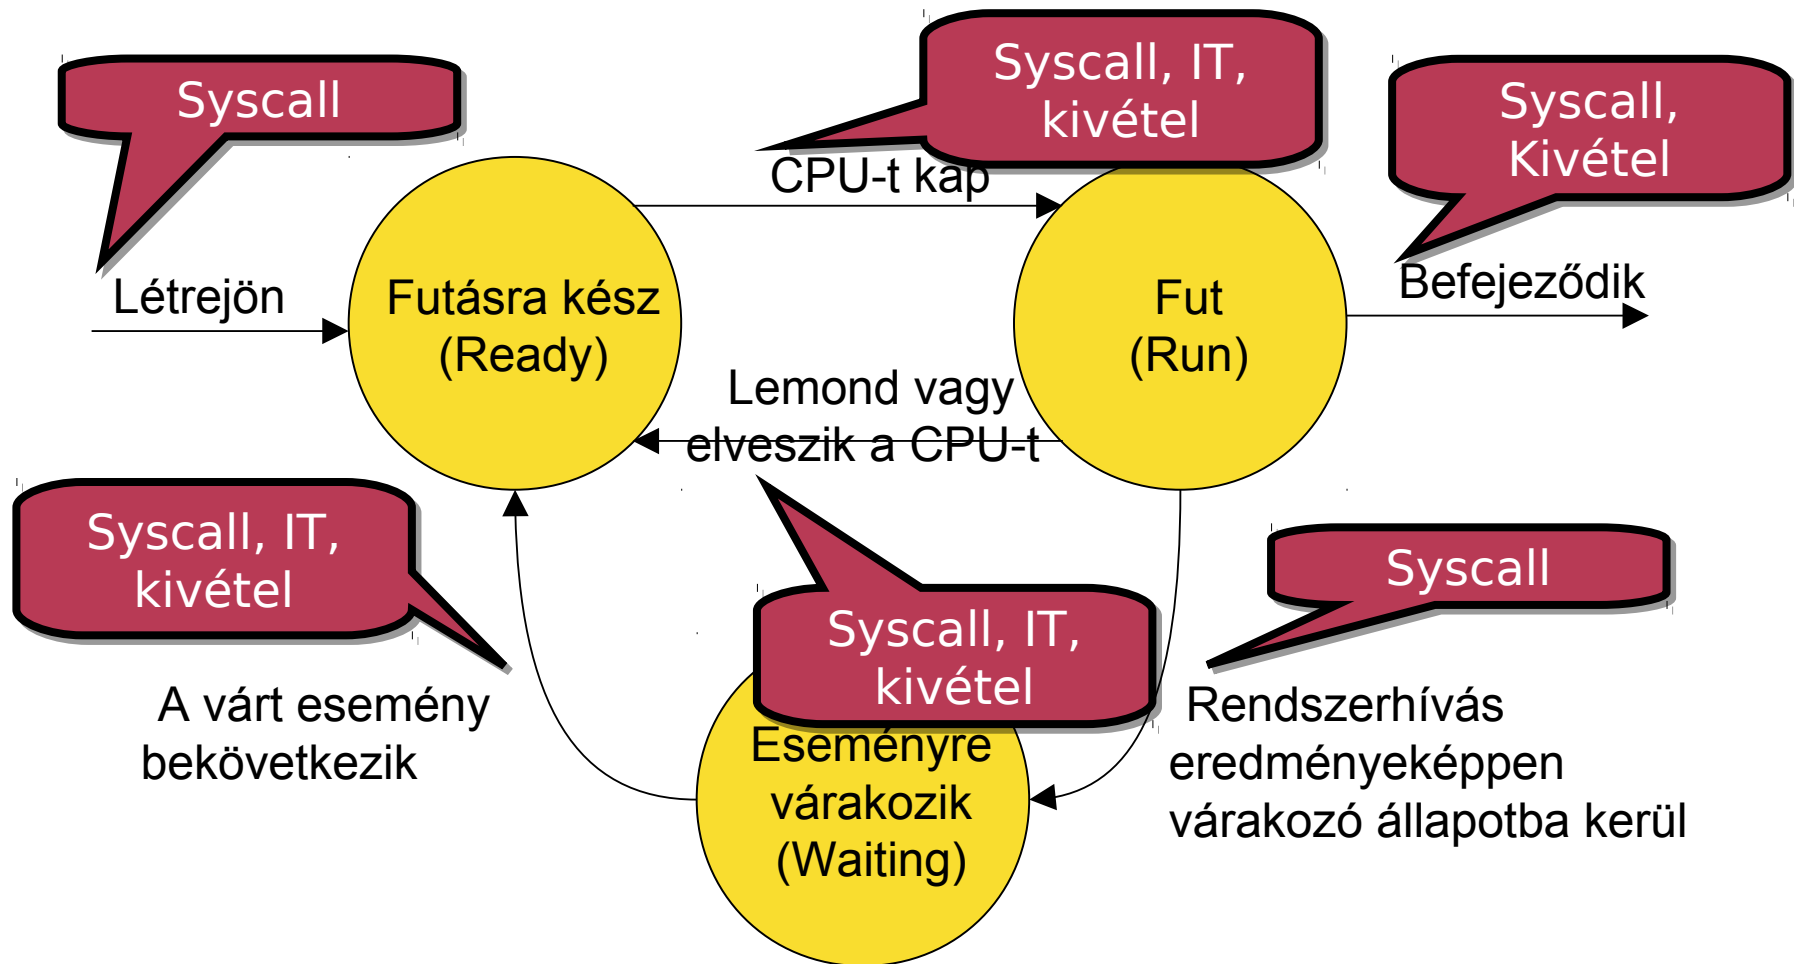 Syscall
Syscall, IT,
kivétel
Syscall,
Kivétel
CPU-t kap
Létrejön
Futásra kész
(Ready)
Fut
(Run)
Befejeződik
Lemond vagy
elveszik a CPU-t
Syscall, IT,
kivétel
Syscall, IT,
kivétel
Syscall
A várt esemény
bekövetkezik
Eseményre
várakozik
(Waiting)
Rendszerhívás
eredményeképpen
várakozó állapotba kerül